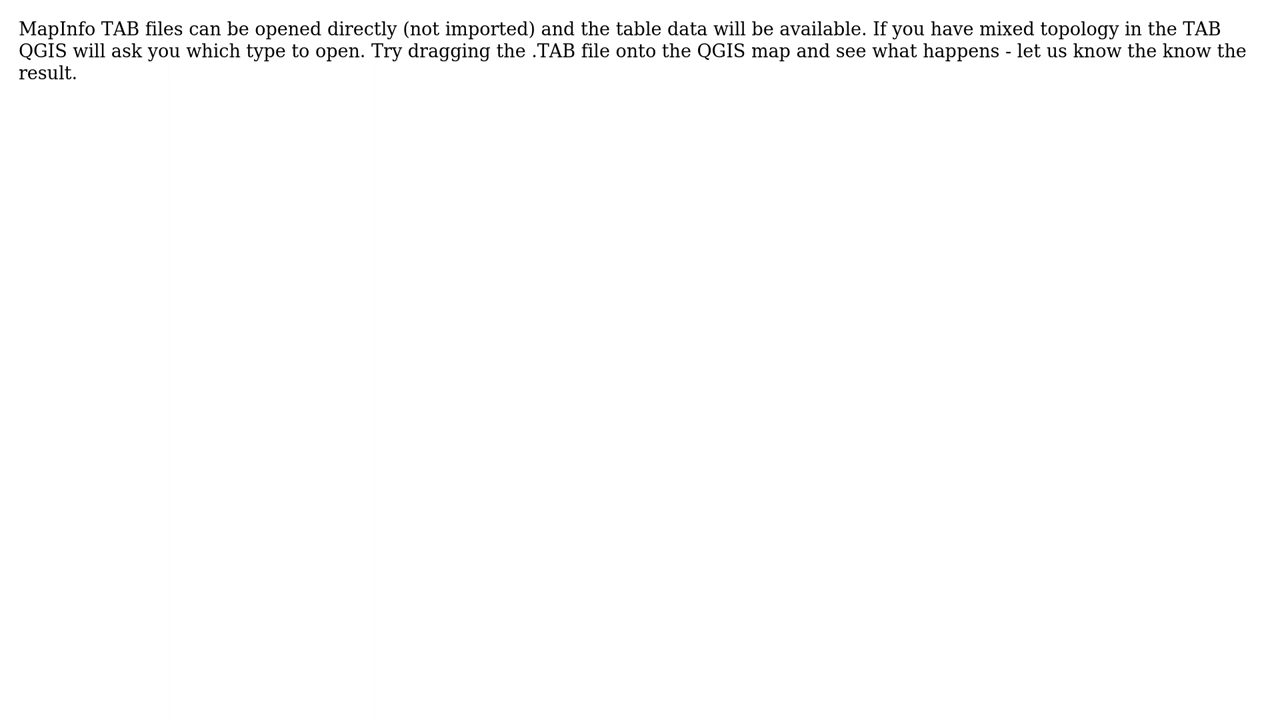 MapInfo TAB files can be opened directly (not imported) and the table data will be available. If you have mixed topology in the TAB
QGIS will ask you which type to open. Try dragging the .TAB file onto the QGIS map and see what happens - let us know the know the
result.